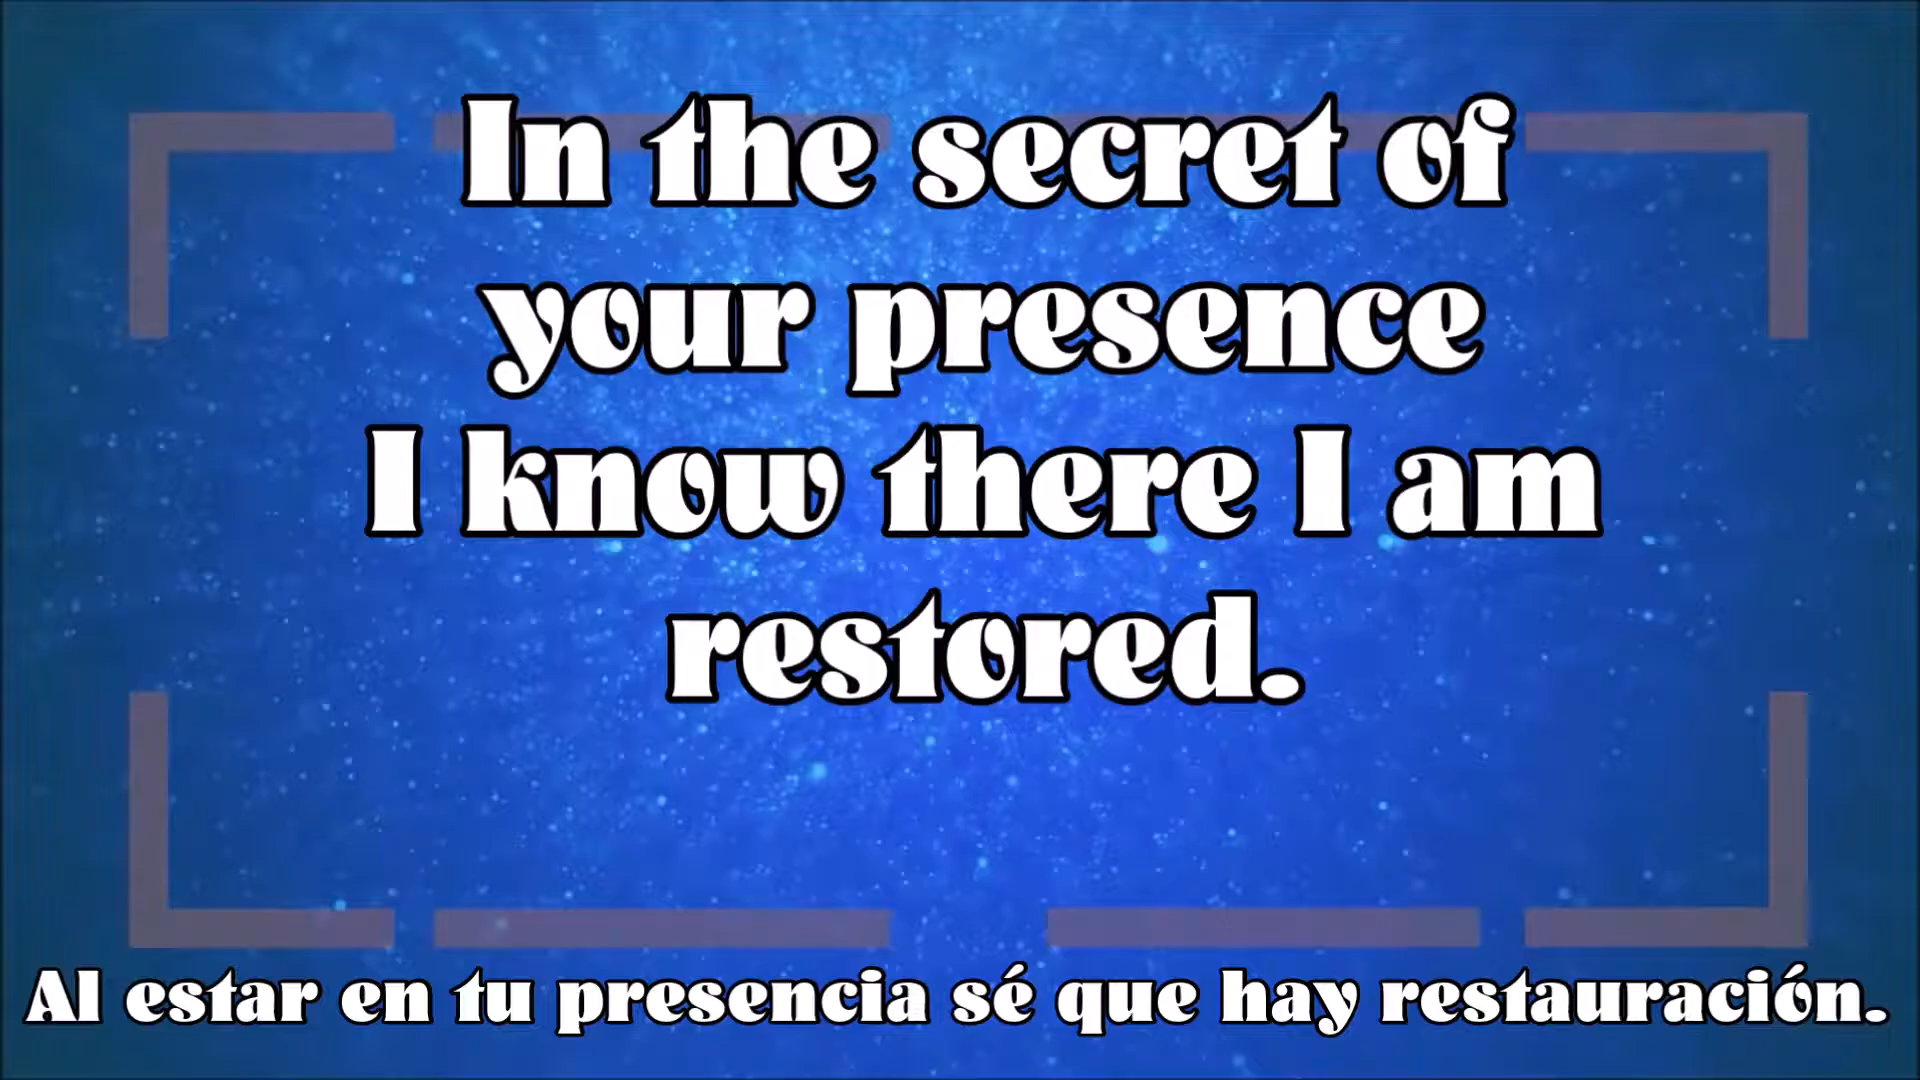 In the secret of
your presence
I know there I am
restored.
Al estar en tu presencia sé que hay restauración.